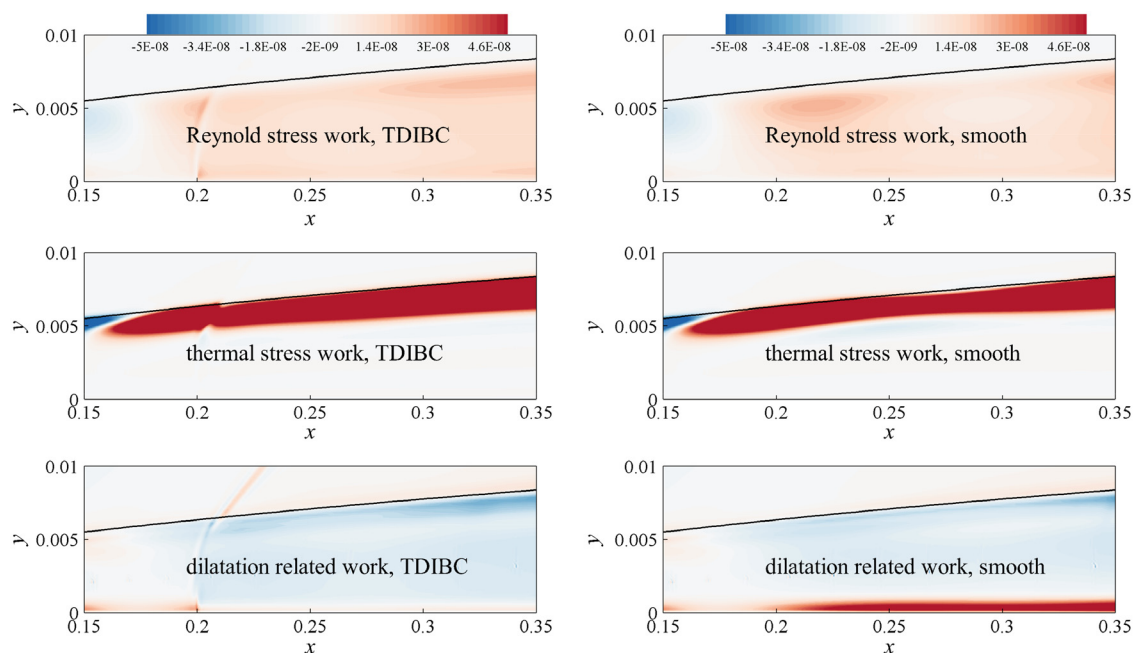 -5E-08 -3.4E-08 -1.8E-08 -2E-09 1.4E-08 3E-08 4.6E-08
0.01
y
0.005
Reynold stress work, TDIBC
0
0.15 0.2 0.25 0.3 0.35
x
-5E-08 -3.4E-08 -1.8E-08 -2E-09 1.4E-08 3E-08 4.6E-08
0.01
y
0.005
Reynold stress work, smooth
0
0.15 0.2 0.25 0.3 0.35
x
0.01
y
0.005
thermal stress work, TDIBC
0
0.15 0.2 0.25 0.3 0.35
x
0.01
y
0.005
thermal stress work, smooth
0
0.15 0.2 0.25 0.3 0.35
x
0.01
y
0.005
dilatation related work, TDIBC
0
0.15 0.2 0.25 0.3 0.35
x
0.01
y
0.005
dilatation related work, smooth
0
0.15 0.2 0.25 0.3 0.35
x